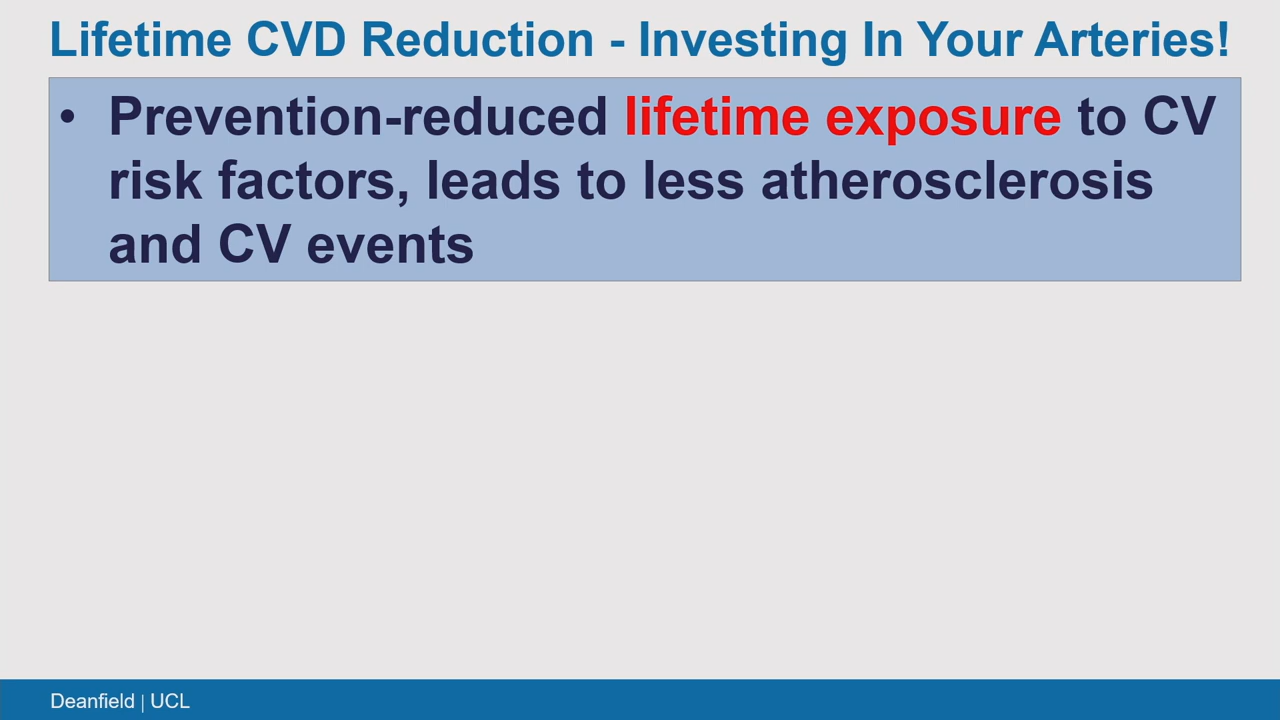 Lifetime CVD Reduction - Investing In Your Arteries!
• Prevention-reduced lifetime exposure to CV
risk factors, leads to less atherosclerosis
and CV events
Deanfield | UCL